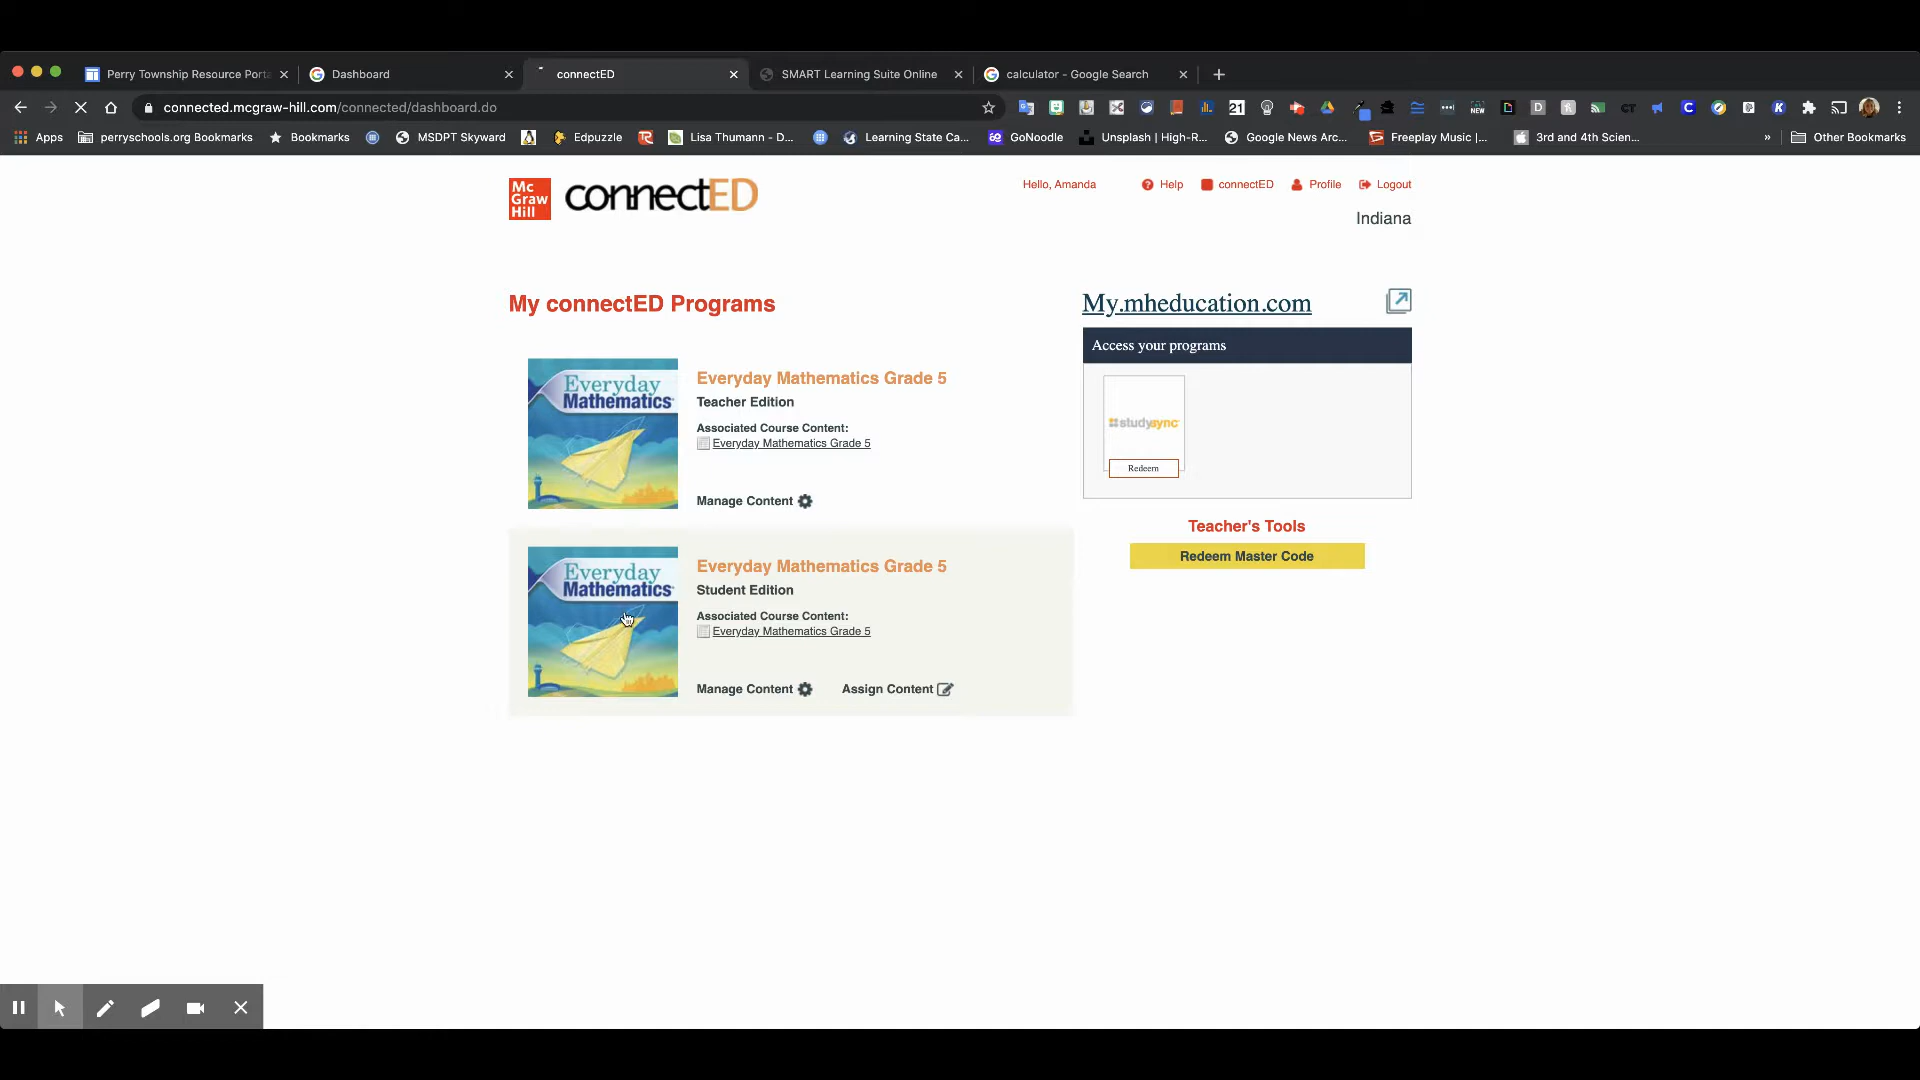 Perry Township Resource Porta
Dashboard
connectED
SMART Learning Suite Online
calculator - Google Search
connected.mcgraw-hill.com/connected/dashboard.do
21
NEW
D
CT
C
K
Apps
perryschools.org Bookmarks
Bookmarks
MSDPT Skyward
Edpuzzle
Lisa Thumann - D...
Learning State Ca...
GoNoodle
Unsplash | High-R...
Google News Arc...
Freeplay Music |...
3rd and 4th Scien...
»
Other Bookmarks
Mc
Graw
Hill
connectED
Hello, Amanda
Help
connectED
Profile
Logout
Indiana
My connectED Programs
Everyday
Mathematics
Everyday Mathematics Grade 5
Teacher Edition
Associated Course Content:
Everyday Mathematics Grade 5
Manage Content
Everyday
Mathematics
Everyday Mathematics Grade 5
Student Edition
Associated Course Content:
Everyday Mathematics Grade 5
Manage Content
Assign Content
My.mheducation.com
Access your programs
studysync
Redeem
Teacher's Tools
Redeem Master Code